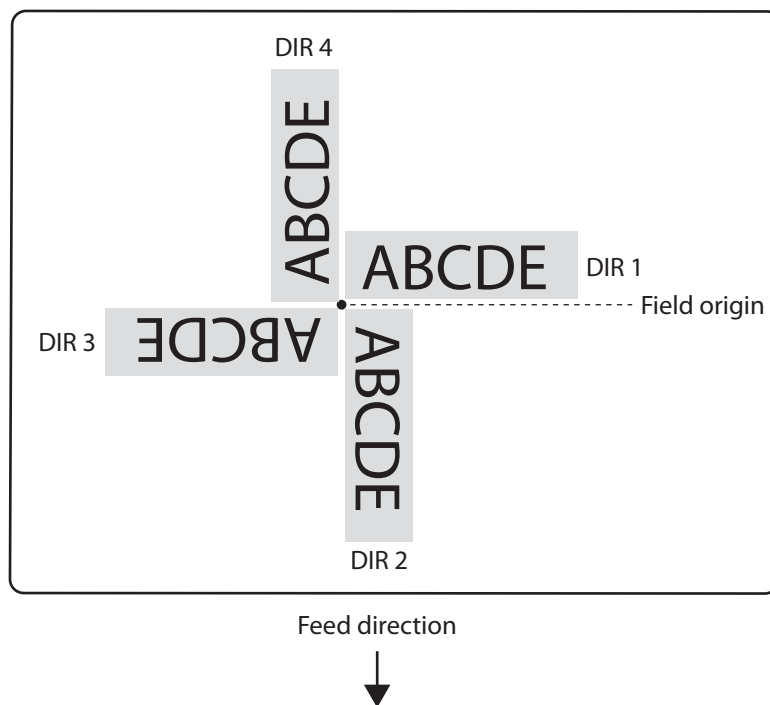 DIR 4
ABCDE
ABCDE
DIR 1
Field origin
DIR 3
ABCDE
ABCDE
DIR 2
Feed direction